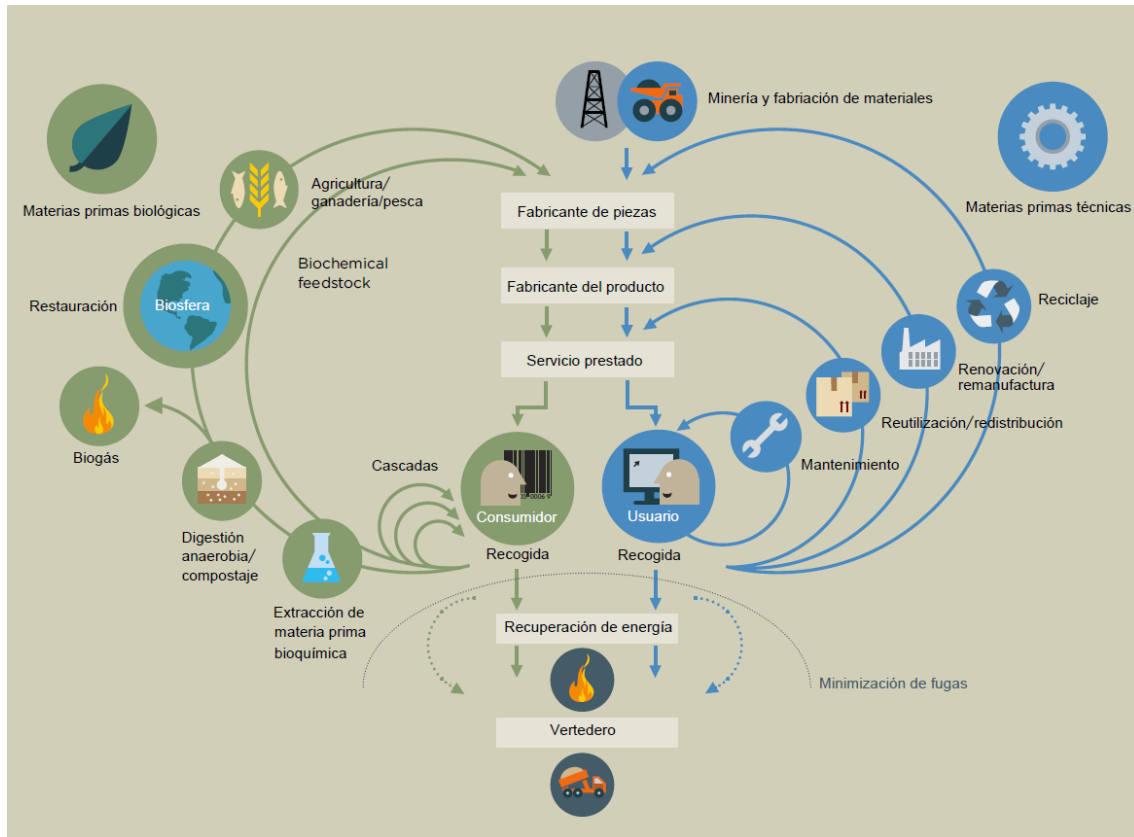 Minería y fabriación de materiales
Materias primas biológicas
Agricultura/
ganadería/pesca
Materias primas técnicas
Fabricante de piezas
Biochemical
feedstock
Fabricante del producto
Restauración
Biosfera
Reciclaje
Servicio prestado
Renovación/
remanufactura
Reutilización/redistribución
Biogás
Cascadas
Mantenimiento
Consumidor
Usuario
Digestión
anaerobia/
compostaje
Recogida
Recogida
Extracción de
materia prima
bioquímica
Recuperación de energía
Minimización de fugas
Vertedero